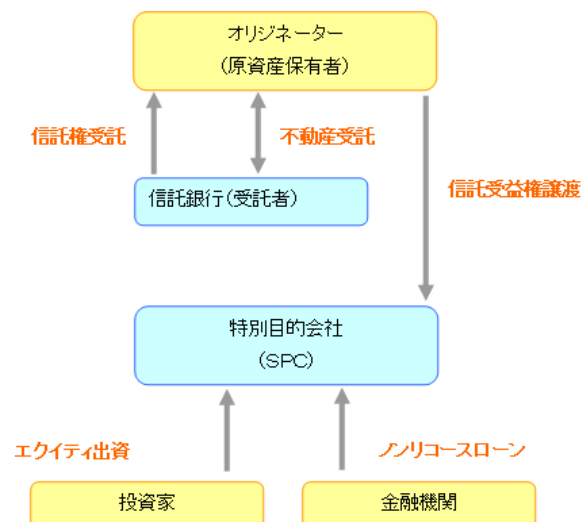 オリジネーター
(原資産保有者)
信託権受託
不動産受託
信託銀行(受託者)
信託受益権譲渡
特別目的会社
(SPC)
エクイティ出資
ノンリコースローン
投資家
金融機関